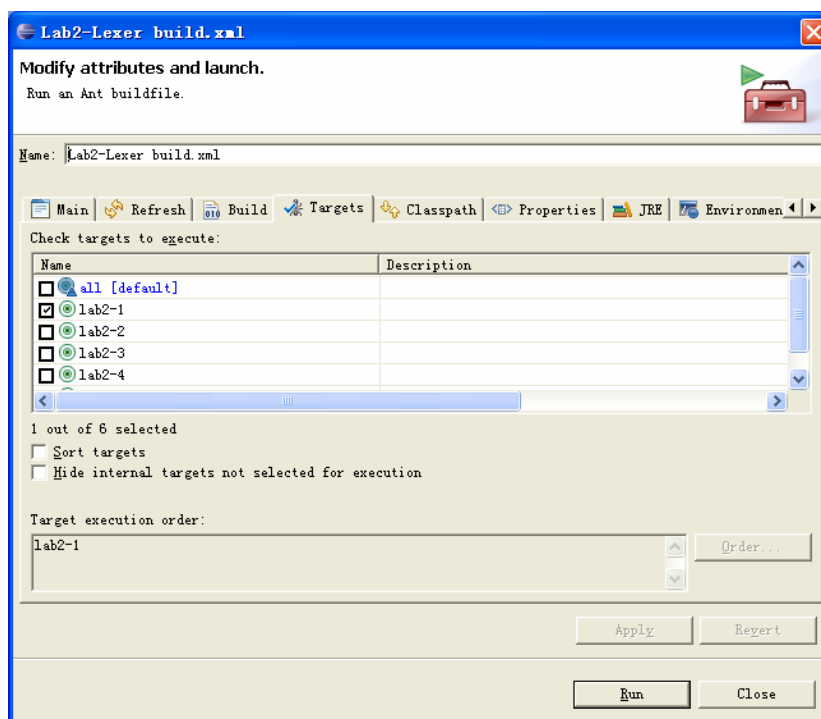 Lab2-Lexer build.xml
Modify attributes and launch.
Run an Ant buildfile.
Name: Lab2-Lexer build.xml
Main Refresh Build Targets Classpath Properties JRE Environmen
Check targets to execute:
Name Description
all [default]
lab2-1
lab2-2
lab2-3
lab2-4
1 out of 6 selected
Sort targets
Hide internal targets not selected for execution
Target execution order:
lab2-1
Order...
Apply Revert
Run Close